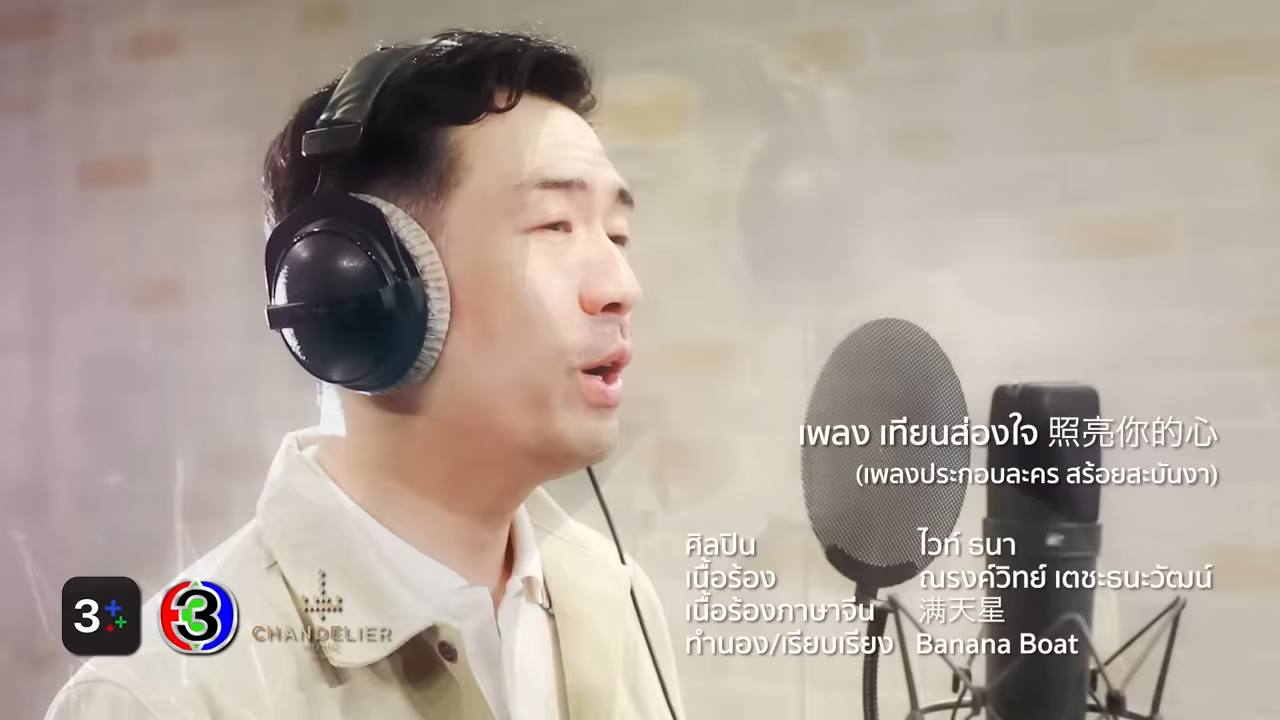 เพลง เทียนส่องใจ 照亮你的心
(เพลงประกอบละคร สร้อยสะบันงา)
ศิลปิน ไวท์ ธนา
เนื้อร้อง ณรงค์วิทย์ เตชะธนะวัฒน์
เนื้อร้องภาษาจีน 满天星
ทำนอง/เรียบเรียง Banana Boat
3+
3
CHANDELIER
MUSIC